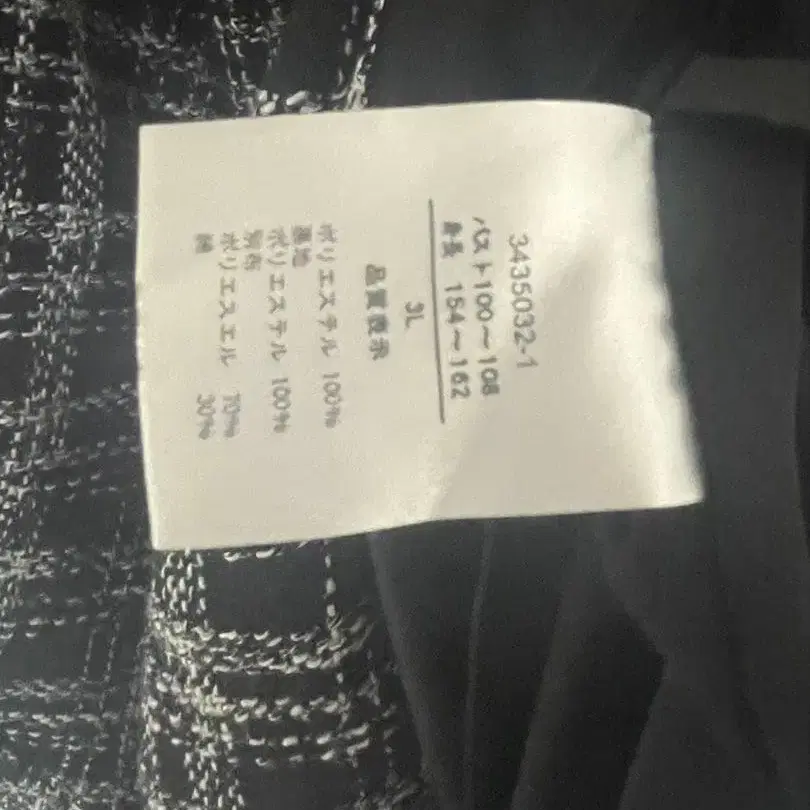 3435032-1
バスト100～108
身長 154～162
3L
品質表示
ポリエステル 100%
裏地
ポリエステル 100%
別布
ポリエスエル 70%
綿 30%